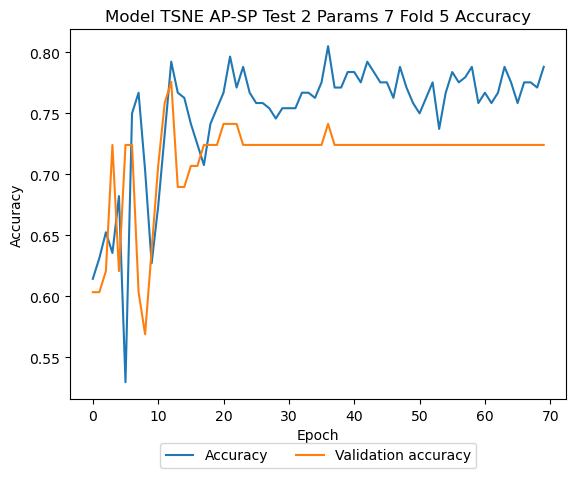 Model TSNE AP-SP Test 2 Params 7 Fold 5 Accuracy
0.80
0.75
0.70
0.65
0.60
0.55
Accuracy
0 10 20 30 40 50 60 70
Epoch
Accuracy Validation accuracy